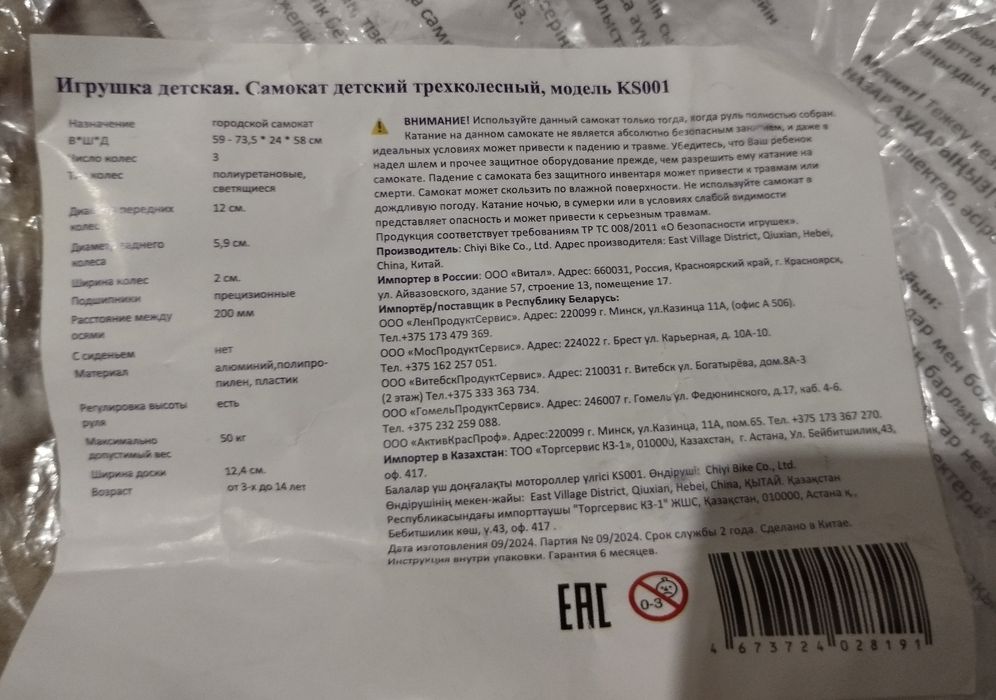 Игрушка детская. Самокат детский трехколесный, модель KS001
Назначение городской самокат
В*Ш*Д 59 - 73,5 * 24 * 58 см
Число колес 3
колес полиуретановые,
светящиеся
Диаметр передних 12 см.
колес
Диаметр заднего 5,9 см.
колеса
Ширина колес 2 см.
Подшипники прецизионные
Расстояние между 200 мм
осями
С сиденьем нет
Материал алюминий,полипро-
пилен, пластик
Регулировка высоты есть
руля
Максимально 50 кг
допустимый вес
Ширина доски 12,4 см.
Возраст от 3-х до 14 лет
ВНИМАНИЕ! Используйте данный самокат только тогда, когда руль полностью собран.
Катание на данном самокате не является абсолютно безопасным занятием, и даже в
идеальных условиях может привести к падению и травме. Убедитесь, что Ваш ребенок
надел шлем и прочее защитное оборудование прежде, чем разрешить ему катание на
самокате. Падение с самоката без защитного инвентаря может привести к травмам или
смерти. Самокат может скользить по влажной поверхности. Не используйте самокат в
дождливую погоду. Катание ночью, в сумерки или в условиях слабой видимости
представляет опасность и может привести к серьезным травмам.
Продукция соответствует требованиям ТР ТС 008/2011 «О безопасности игрушек».
Производитель: Chiyi Bike Co., Ltd. Адрес производителя: East Village District, Qiuxian, Hebei,
China, Китай.
Импортер в России: ООО «Витал». Адрес: 660031, Россия, Красноярский край, г. Красноярск,
ул. Айвазовского, здание 57, строение 13, помещение 17.
Импортёр/поставщик в Республику Беларусь:
ООО «ЛенПродуктСервис». Адрес: 220099 г. Минск, ул.Казинца 11А, (офис А 506).
Тел.+375 173 479 369.
ООО «МосПродуктСервис». Адрес: 224022 г. Брест ул. Карьерная, д. 10А-10.
Тел. +375 162 257 051.
ООО «ВитебскПродуктСервис». Адрес: 210031 г. Витебск ул. Богатырёва, дом.8А-3
(2 этаж) Тел.+375 333 363 734.
ООО «ГомельПродуктСервис». Адрес: 246007 г. Гомель ул. Федюнинского, д.17, каб. 4-6.
Тел. +375 232 259 088.
ООО «АктивКрасПроф». Адрес:220099 г. Минск, ул.Казинца, 11А, пом.65. Тел. +375 173 367 270.
Импортер в Казахстан: ТОО «Торгсервис КЗ-1», 010000, Казахстан, г. Астана, Ул. Бейбитшилик,43,
оф. 417.
Балалар үш доңғалақты мотороллер үлгісі KS001. Өндіруші: Chiyi Bike Co., Ltd.
Өндірушінің мекен-жайы: East Village District, Qiuxian, Hebei, China, ҚЫТАЙ. Қазақстан
Республикасындағы импорттаушы "Торгсервис КЗ-1" ЖШС, Қазақстан, 010000, Астана қ.,
Бебитшилик көш, ү.43, оф. 417 .
Дата изготовления 09/2024. Партия № 09/2024. Срок службы 2 года. Сделано в Китае.
Инструкция внутри упаковки. Гарантия 6 месяцев.
EAC
0-3
4 673724 028191